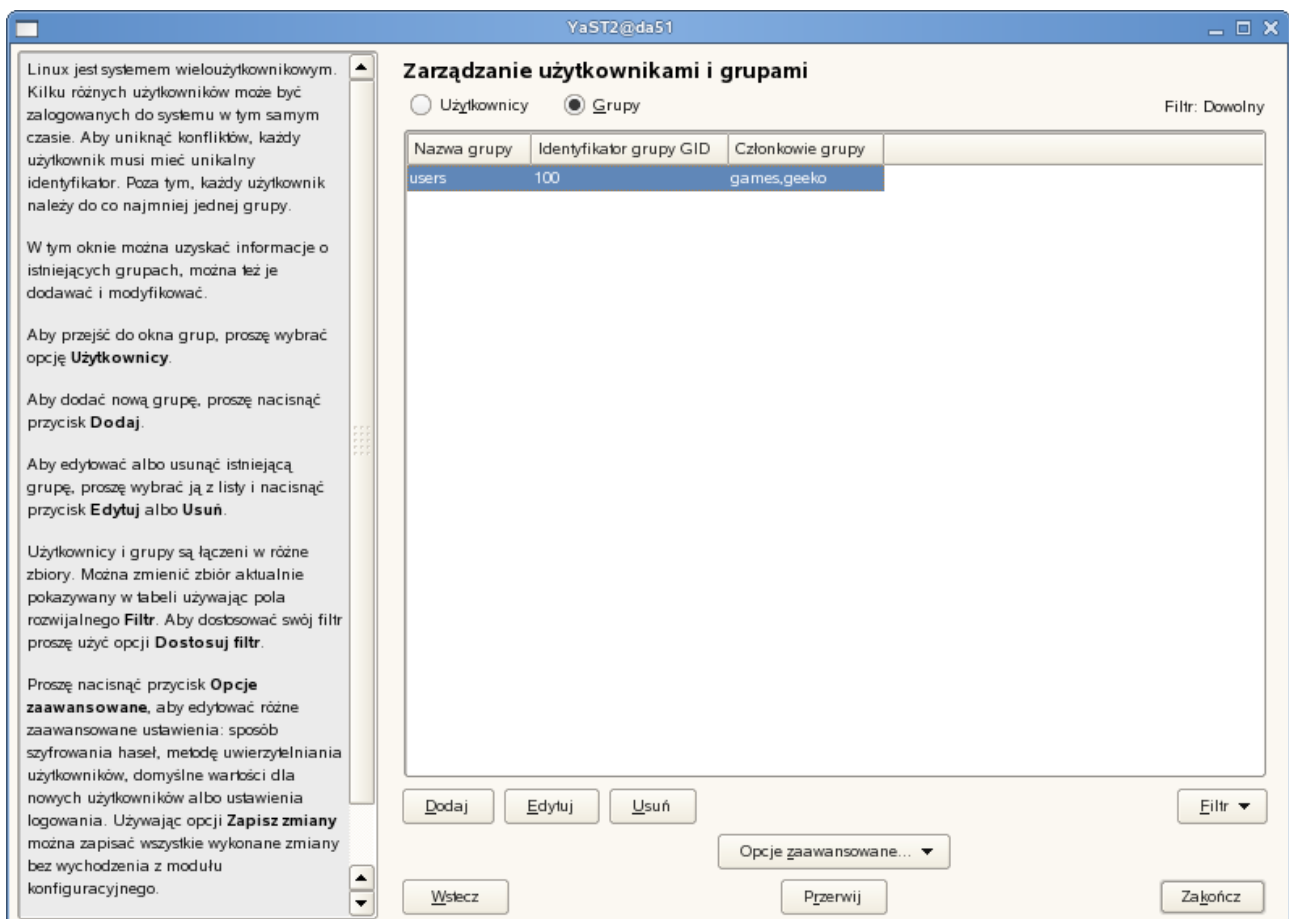 YaST2@da51
Linux jest systemem wieloużytkownikowym.
Kilku różnych użytkowników może być
zalogowanych do systemu w tym samym
czasie. Aby uniknąć konfliktów, każdy
użytkownik musi mieć unikalny
identyfikator. Poza tym, każdy użytkownik
należy do co najmniej jednej grupy.
W tym oknie można uzyskać informacje o
istniejących grupach, można też je
dodawać i modyfikować.
Aby przejść do okna grup, proszę wybrać
opcję Użytkownicy.
Aby dodać nową grupę, proszę nacisnąć
przycisk Dodaj.
Aby edytować albo usunąć istniejącą
grupę, proszę wybrać ją z listy i nacisnąć
przycisk Edytuj albo Usuń.
Użytkownicy i grupy są łączeni w różne
zbiory. Można zmienić zbiór aktualnie
pokazywany w tabeli używając pola
rozwijalnego Filtr. Aby dostosować swój filtr
proszę użyć opcji Dostosuj filtr.
Proszę nacisnąć przycisk Opcje
zaawansowane, aby edytować różne
zaawansowane ustawienia: sposób
szyfrowania haseł, metodę uwierzytelniania
użytkowników, domyślne wartości dla
nowych użytkowników albo ustawienia
logowania. Używając opcji Zapisz zmiany
można zapisać wszystkie wykonane zmiany
bez wychodzenia z modułu
konfiguracyjnego.
Zarządzanie użytkownikami i grupami
Użytkownicy Grupy Filtr: Dowolny
Nazwa grupy Identyfikator grupy GID Członkowie grupy
users 100 games,geeko
Dodaj Edytuj Usuń Filtr
Opcje zaawansowane...
Wstecz Przerwij Zakończ